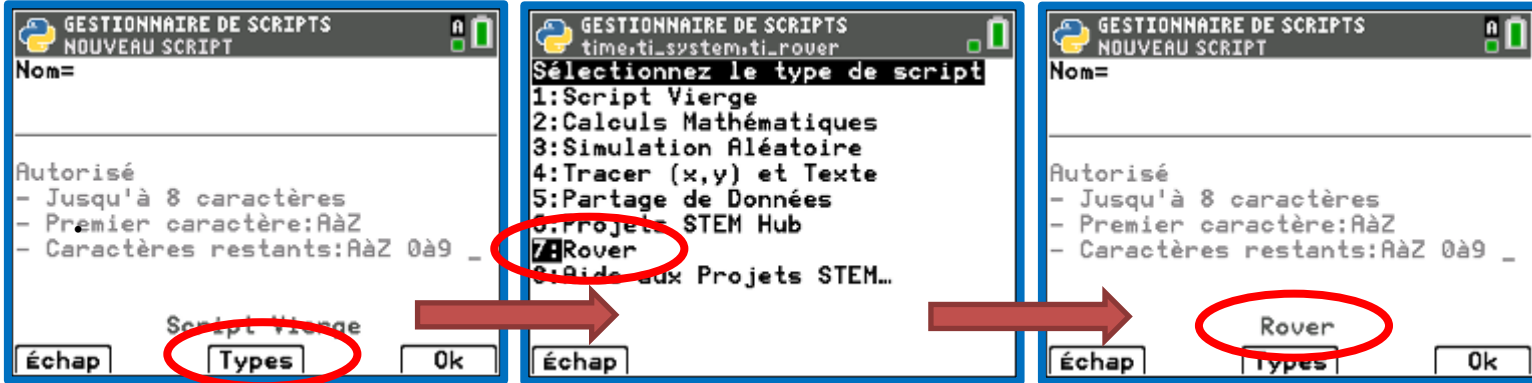 GESTIONNAIRE DE SCRIPTS
NOUVEAU SCRIPT
Nom=
Autorisé
- Jusqu'à 8 caractères
- Premier caractère:AàZ
- Caractères restants:AàZ 0à9 _
Script Vierge
Échap
Types
Ok
GESTIONNAIRE DE SCRIPTS
time,ti_system,ti_rover
Sélectionnez le type de script
1:Script Vierge
2:Calculs Mathématiques
3:Simulation Aléatoire
4:Tracer (x,y) et Texte
5:Partage de Données
6:Projets STEM Hub
7:Rover
8:Aide aux Projets STEM…
Échap
GESTIONNAIRE DE SCRIPTS
NOUVEAU SCRIPT
Nom=
Autorisé
- Jusqu'à 8 caractères
- Premier caractère:AàZ
- Caractères restants:AàZ 0à9 _
Rover
Échap
Types
Ok